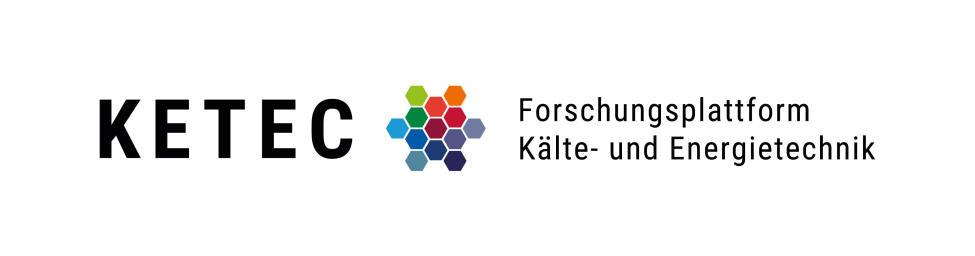 KETEC
Forschungsplattform
Kälte- und Energietechnik